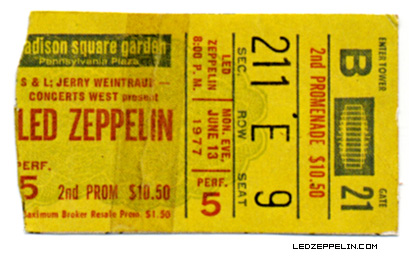 adison square garden
Pennsylvania Plaza
S & L: JERRY WEINTRAUB -
CONCERTS WEST present
LED ZEPPELIN
PERF.
5 2nd PROM $10.50
aximum Broker Resale Prem. $1.50
LED
ZEPPELIN
8:00 P.M.
MON. EVE.
JUNE 13
1977
PERF.
5
211 E 9
SEC. ROW SEAT
2nd PROMENADE $10.50
ENTER TOWER
B
GATE
21
LEDZEPPELIN.COM